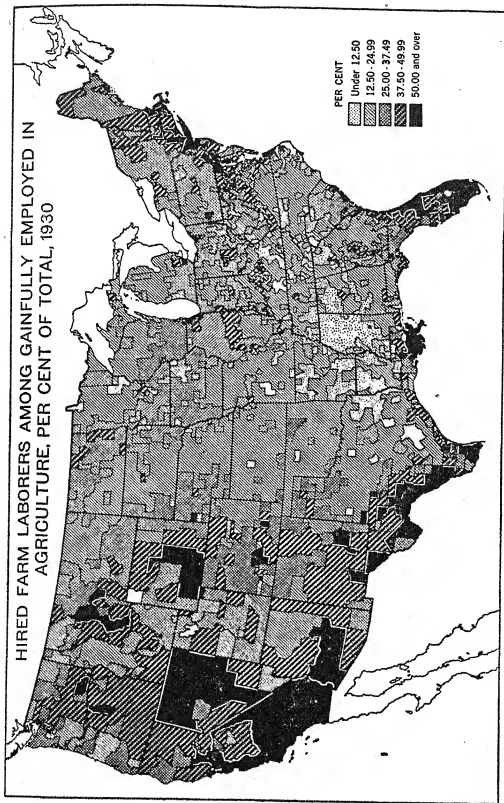 HIRED FARM LABORERS AMONG GAINFULLY EMPLOYED IN
AGRICULTURE, PER CENT OF TOTAL, 1930
PER CENT
Under 12.50
12.50 - 24.99
25.00 - 37.49
37.50 - 49.99
50.00 and over